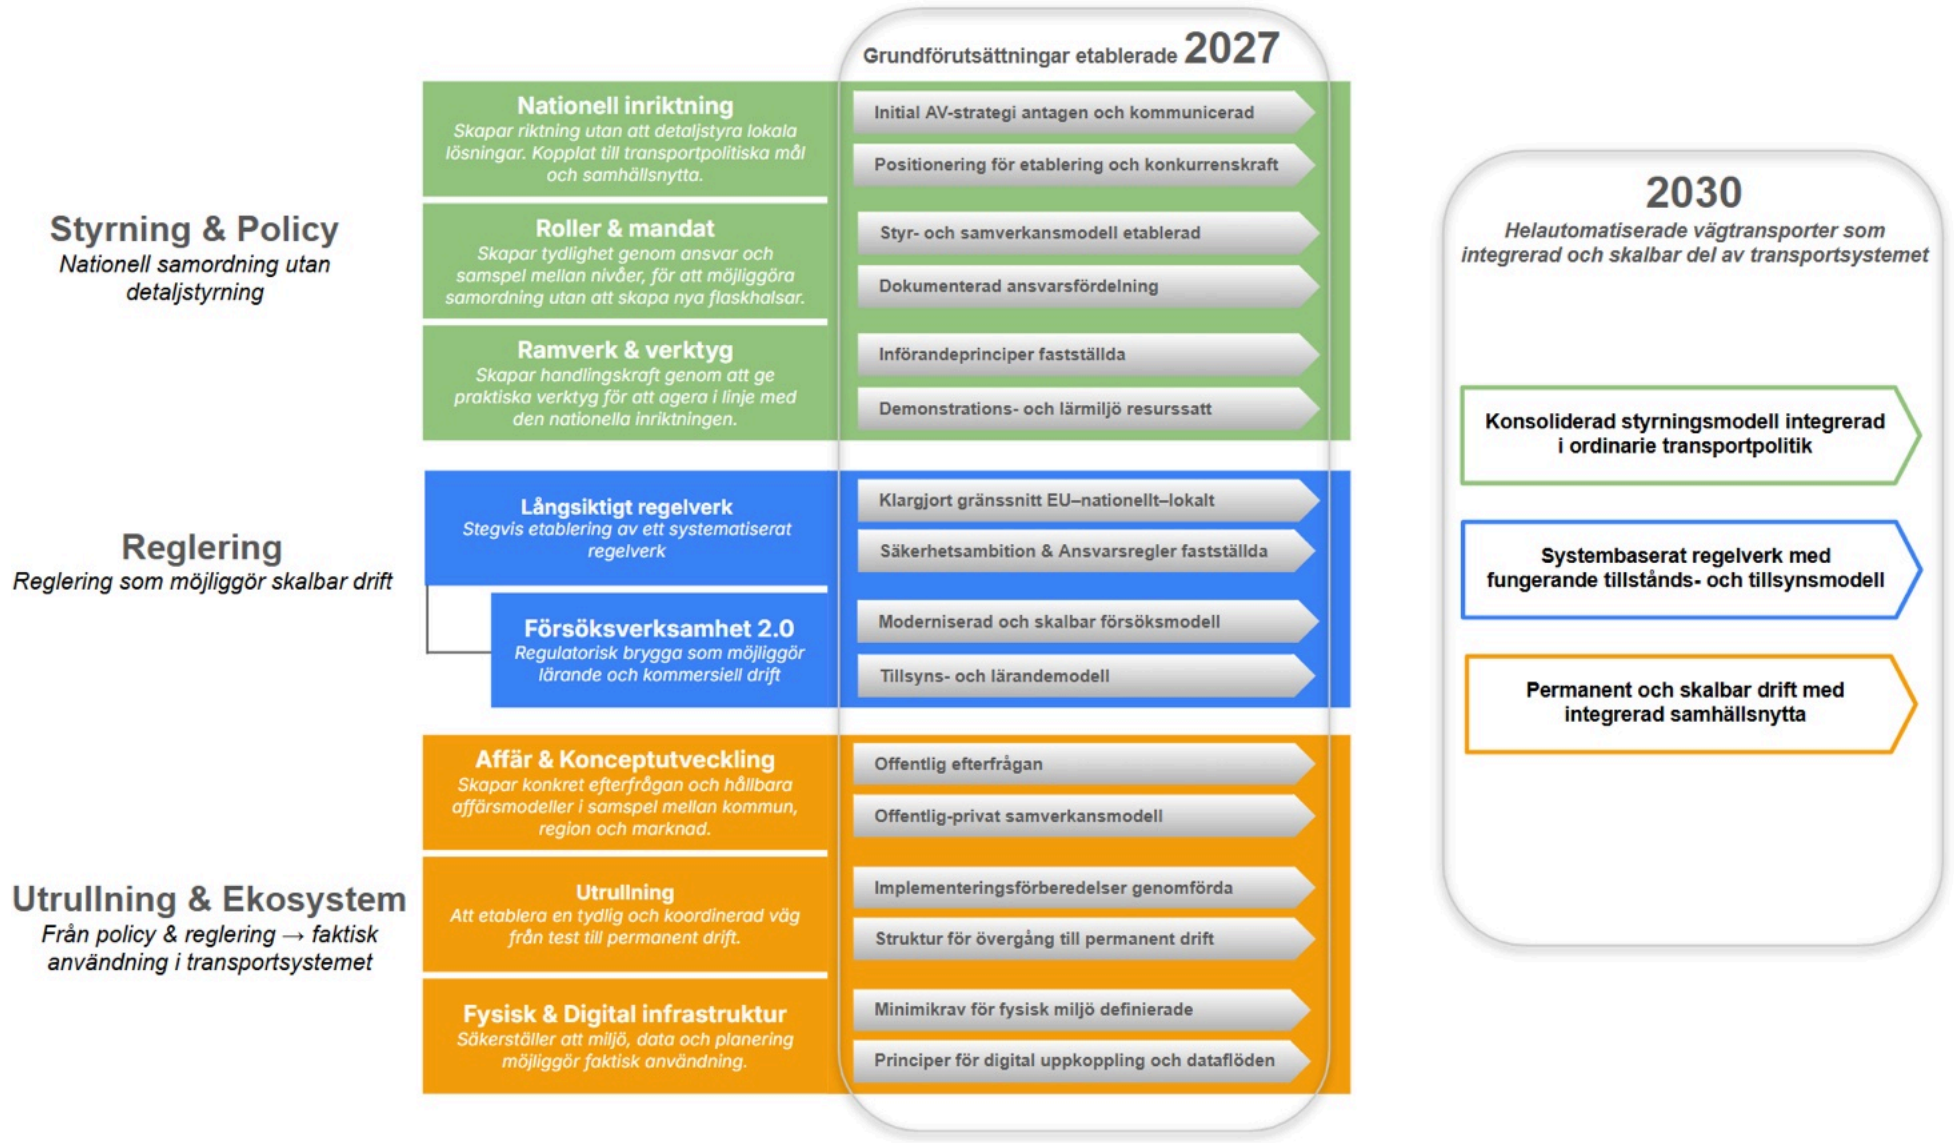 Grundförutsättningar etablerade 2027
Styrning & Policy
Nationell samordning utan
detaljstyrning
Nationell inriktning
Skapar riktning utan att detaljstyra lokala
lösningar. Kopplat till transportpolitiska mål
och samhällsnytta.
Initial AV-strategi antagen och kommunicerad
Positionering för etablering och konkurrenskraft
Roller & mandat
Skapar tydlighet genom ansvar och
samspel mellan nivåer, för att möjliggöra
samordning utan att skapa nya flaskhalsar.
Styr- och samverkansmodell etablerad
Dokumenterad ansvarsfördelning
Ramverk & verktyg
Skapar handlingskraft genom att ge
praktiska verktyg för att agera i linje med
den nationella inriktningen.
Införandeprinciper fastställda
Demonstrations- och lärmiljö resurssatt
Reglering
Reglering som möjliggör skalbar drift
Långsiktigt regelverk
Stegvis etablering av ett systematiserat
regelverk
Klargjort gränssnitt EU–nationellt–lokalt
Säkerhetsambition & Ansvarsregler fastställda
Försöksverksamhet 2.0
Regulatorisk brygga som möjliggör
lärande och kommersiell drift
Moderniserad och skalbar försöksmodell
Tillsyns- och lärandemodell
Utrullning & Ekosystem
Från policy & reglering → faktisk
användning i transportsystemet
Affär & Konceptutveckling
Skapar konkret efterfrågan och hållbara
affärsmodeller i samspel mellan kommun,
region och marknad.
Offentlig efterfrågan
Offentlig-privat samverkansmodell
Utrullning
Att etablera en tydlig och koordinerad väg
från test till permanent drift.
Implementeringsförberedelser genomförda
Struktur för övergång till permanent drift
Fysisk & Digital infrastruktur
Säkerställer att miljö, data och planering
möjliggör faktisk användning.
Minimikrav för fysisk miljö definierade
Principer för digital uppkoppling och dataflöden
2030
Helautomatiserade vägtransporter som
integrerad och skalbar del av transportsystemet
Konsoliderad styrningsmodell integrerad
i ordinarie transportpolitik
Systembaserat regelverk med
fungerande tillstånds- och tillsynsmodell
Permanent och skalbar drift med
integrerad samhällsnytta